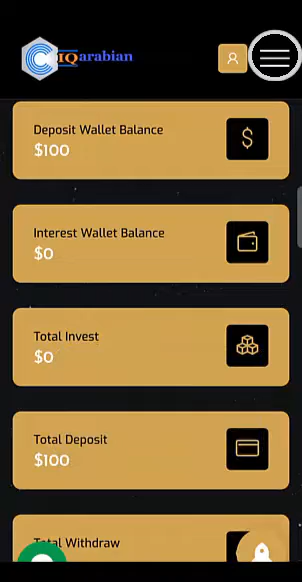 IQarabian
Deposit Wallet Balance
$100
Interest Wallet Balance
$0
Total Invest
$0
Total Deposit
$100
Total Withdraw